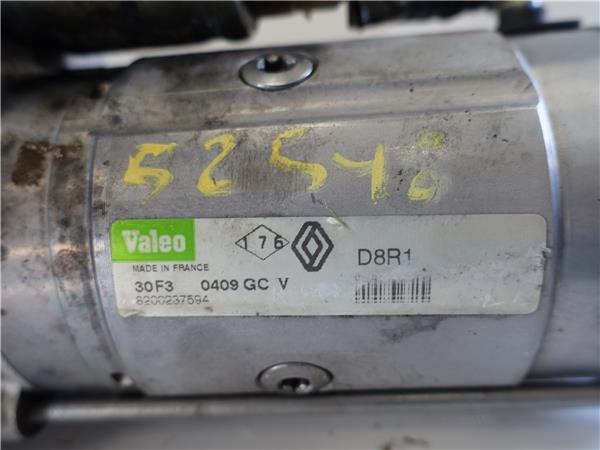 52548
Valeo 176 D8R1
MADE IN FRANCE
30F3 0409 GC V
8200237594